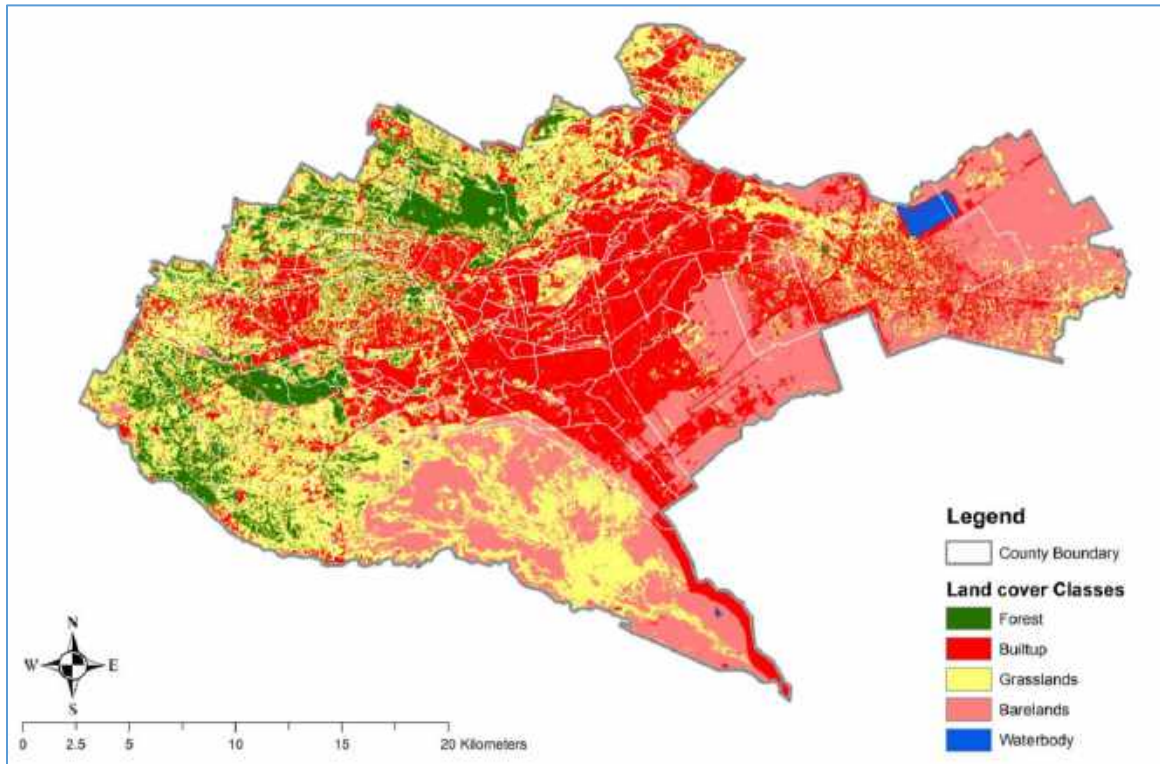 Legend
County Boundary
Land cover Classes
Forest
Builtup
Grasslands
Barelands
Waterbody
N
W E
S
0 2.5 5 10 15 20 Kilometers